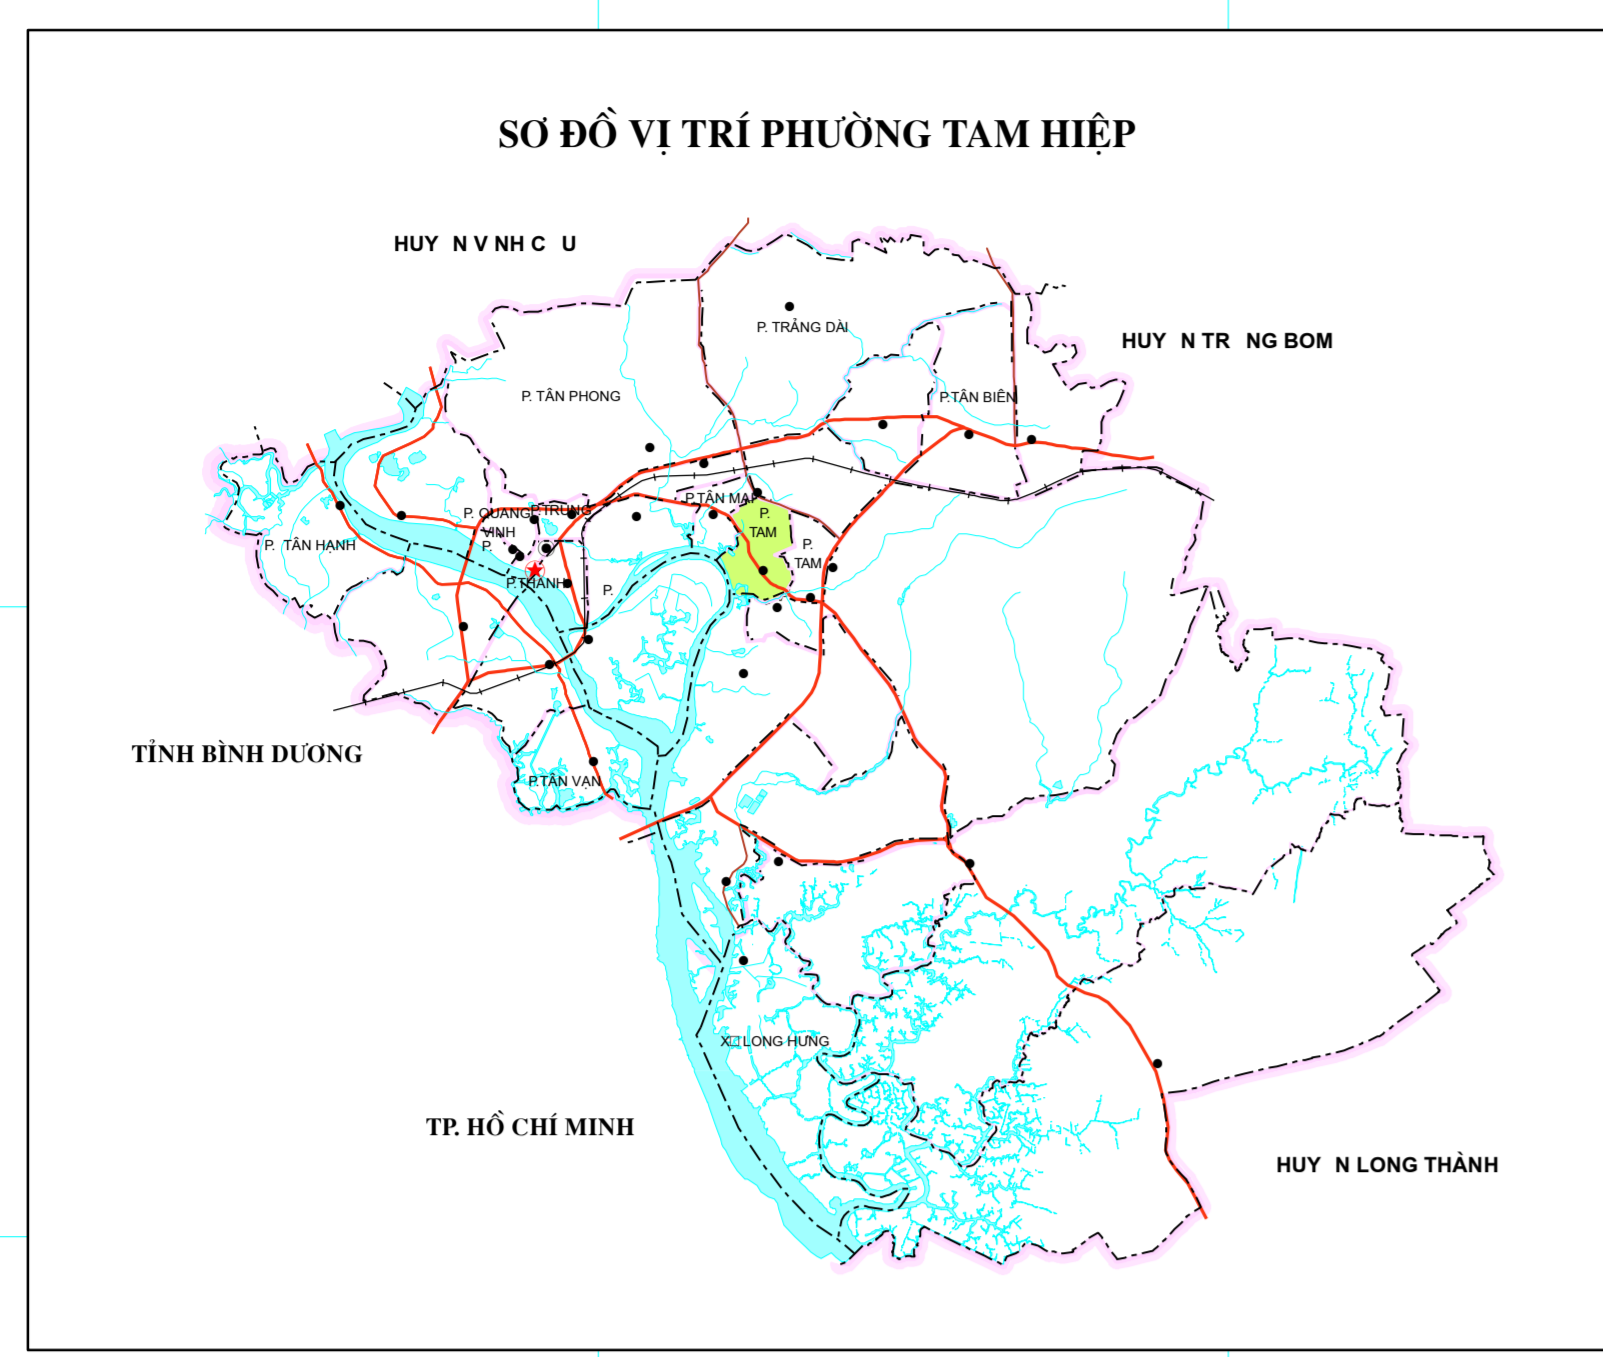 SƠ ĐỒ VỊ TRÍ PHƯỜNG TAM HIỆP
HUY N V NH C U
P. TRẢNG DÀI
HUY N TR NG BOM
P. TÂN PHONG
P.TÂN BIÊN
P.TÂN MAI
P. QUANG
VINH
P.TRUNG
P.
TAM
P.
TAM
P. TÂN HẠNH
P.
P.THANH
P.
TỈNH BÌNH DƯƠNG
P.TÂN VẠN
X□ LONG HƯNG
TP. HỒ CHÍ MINH
HUY N LONG THÀNH